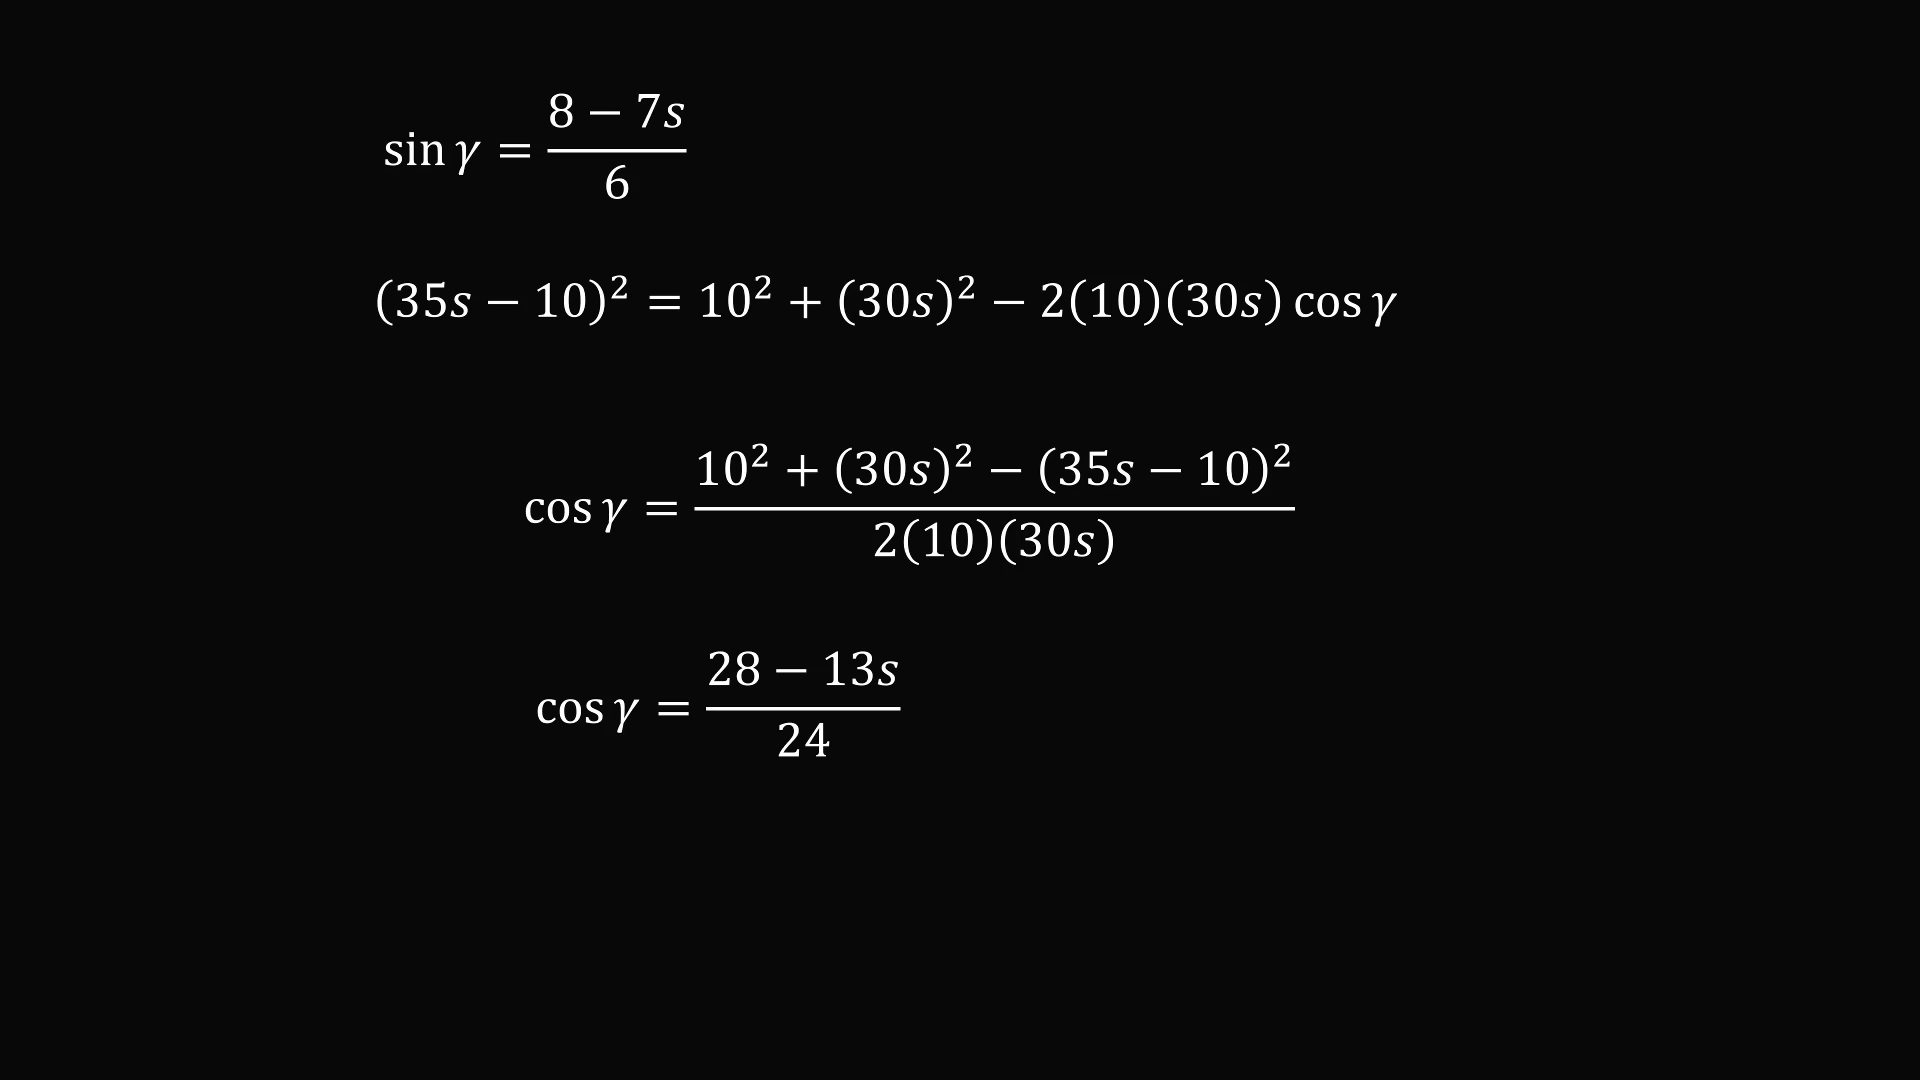 sin γ = (8 − 7s)/6
(35s − 10)² = 10² + (30s)² − 2(10)(30s) cos γ
cos γ = (10² + (30s)² − (35s − 10)²)/(2(10)(30s))
cos γ = (28 − 13s)/24